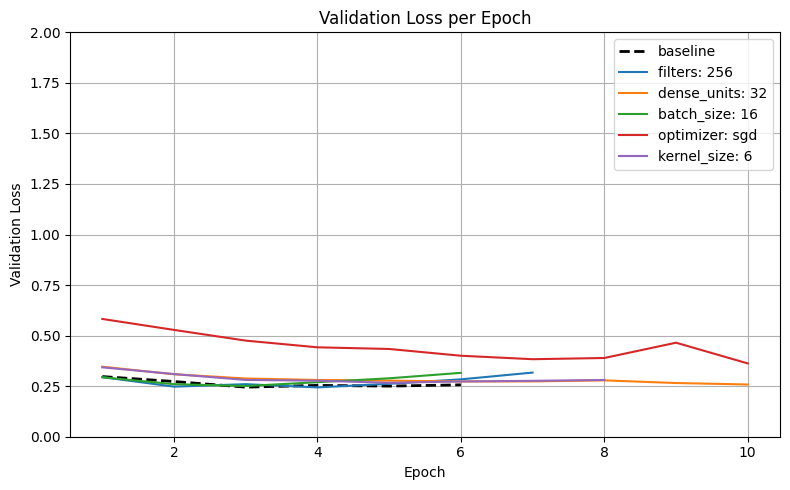 Validation Loss per Epoch
2.00
1.75
1.50
1.25
1.00
0.75
0.50
0.25
0.00
Validation Loss
baseline
filters: 256
dense_units: 32
batch_size: 16
optimizer: sgd
kernel_size: 6
2 4 6 8 10
Epoch